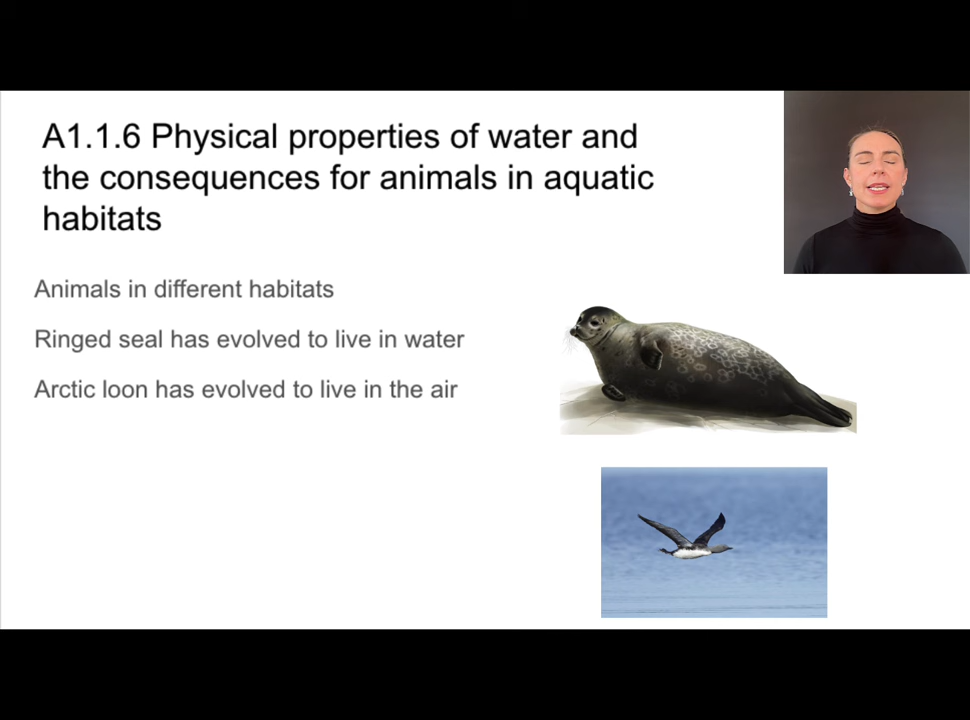 A1.1.6 Physical properties of water and
the consequences for animals in aquatic
habitats
Animals in different habitats
Ringed seal has evolved to live in water
Arctic loon has evolved to live in the air